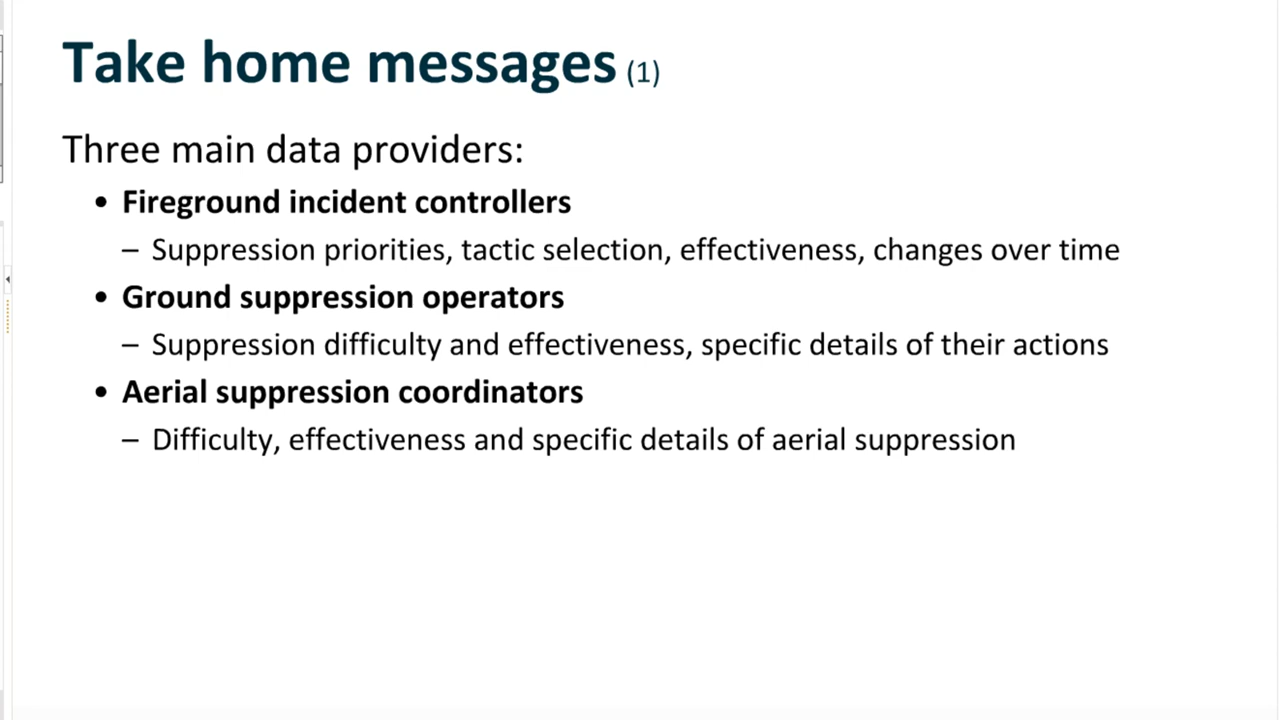 Take home messages (1)
Three main data providers:
• Fireground incident controllers
– Suppression priorities, tactic selection, effectiveness, changes over time
• Ground suppression operators
– Suppression difficulty and effectiveness, specific details of their actions
• Aerial suppression coordinators
– Difficulty, effectiveness and specific details of aerial suppression